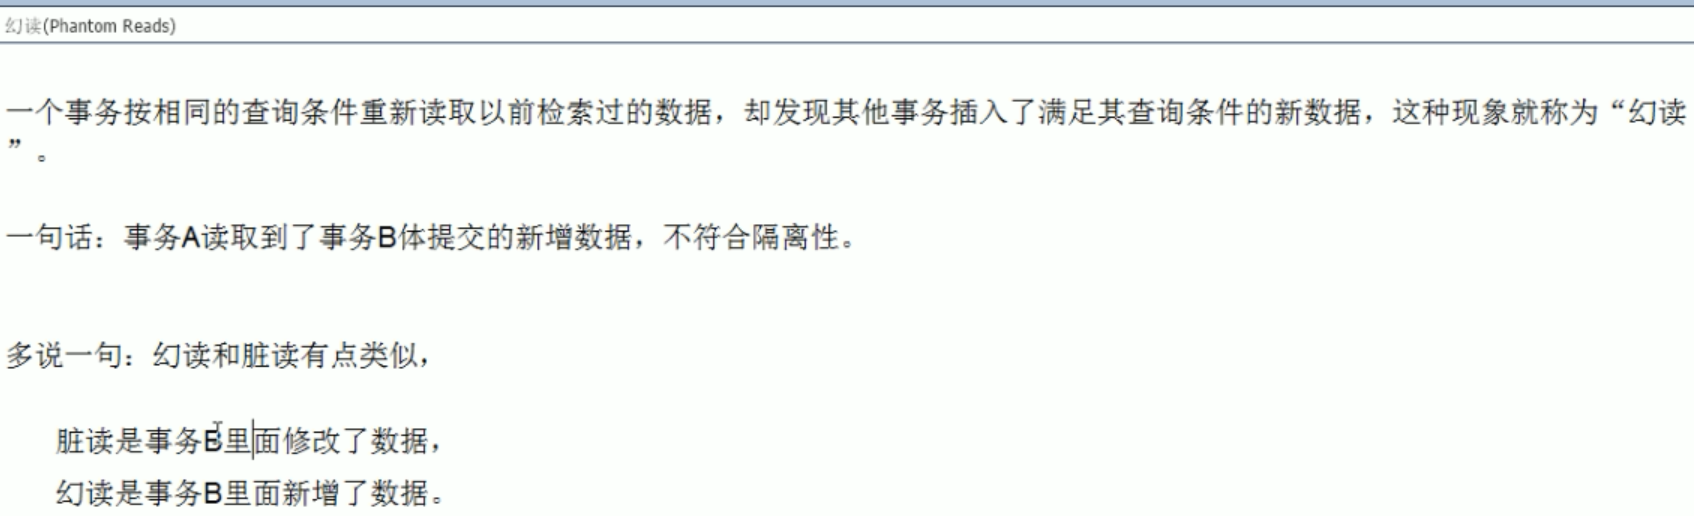 幻读(Phantom Reads)
一个事务按相同的查询条件重新读取以前检索过的数据，却发现其他事务插入了满足其查询条件的新数据，这种现象就称为“幻读
”。
一句话：事务A读取到了事务B体提交的新增数据，不符合隔离性。
多说一句：幻读和脏读有点类似，
脏读是事务B里面修改了数据，
幻读是事务B里面新增了数据。